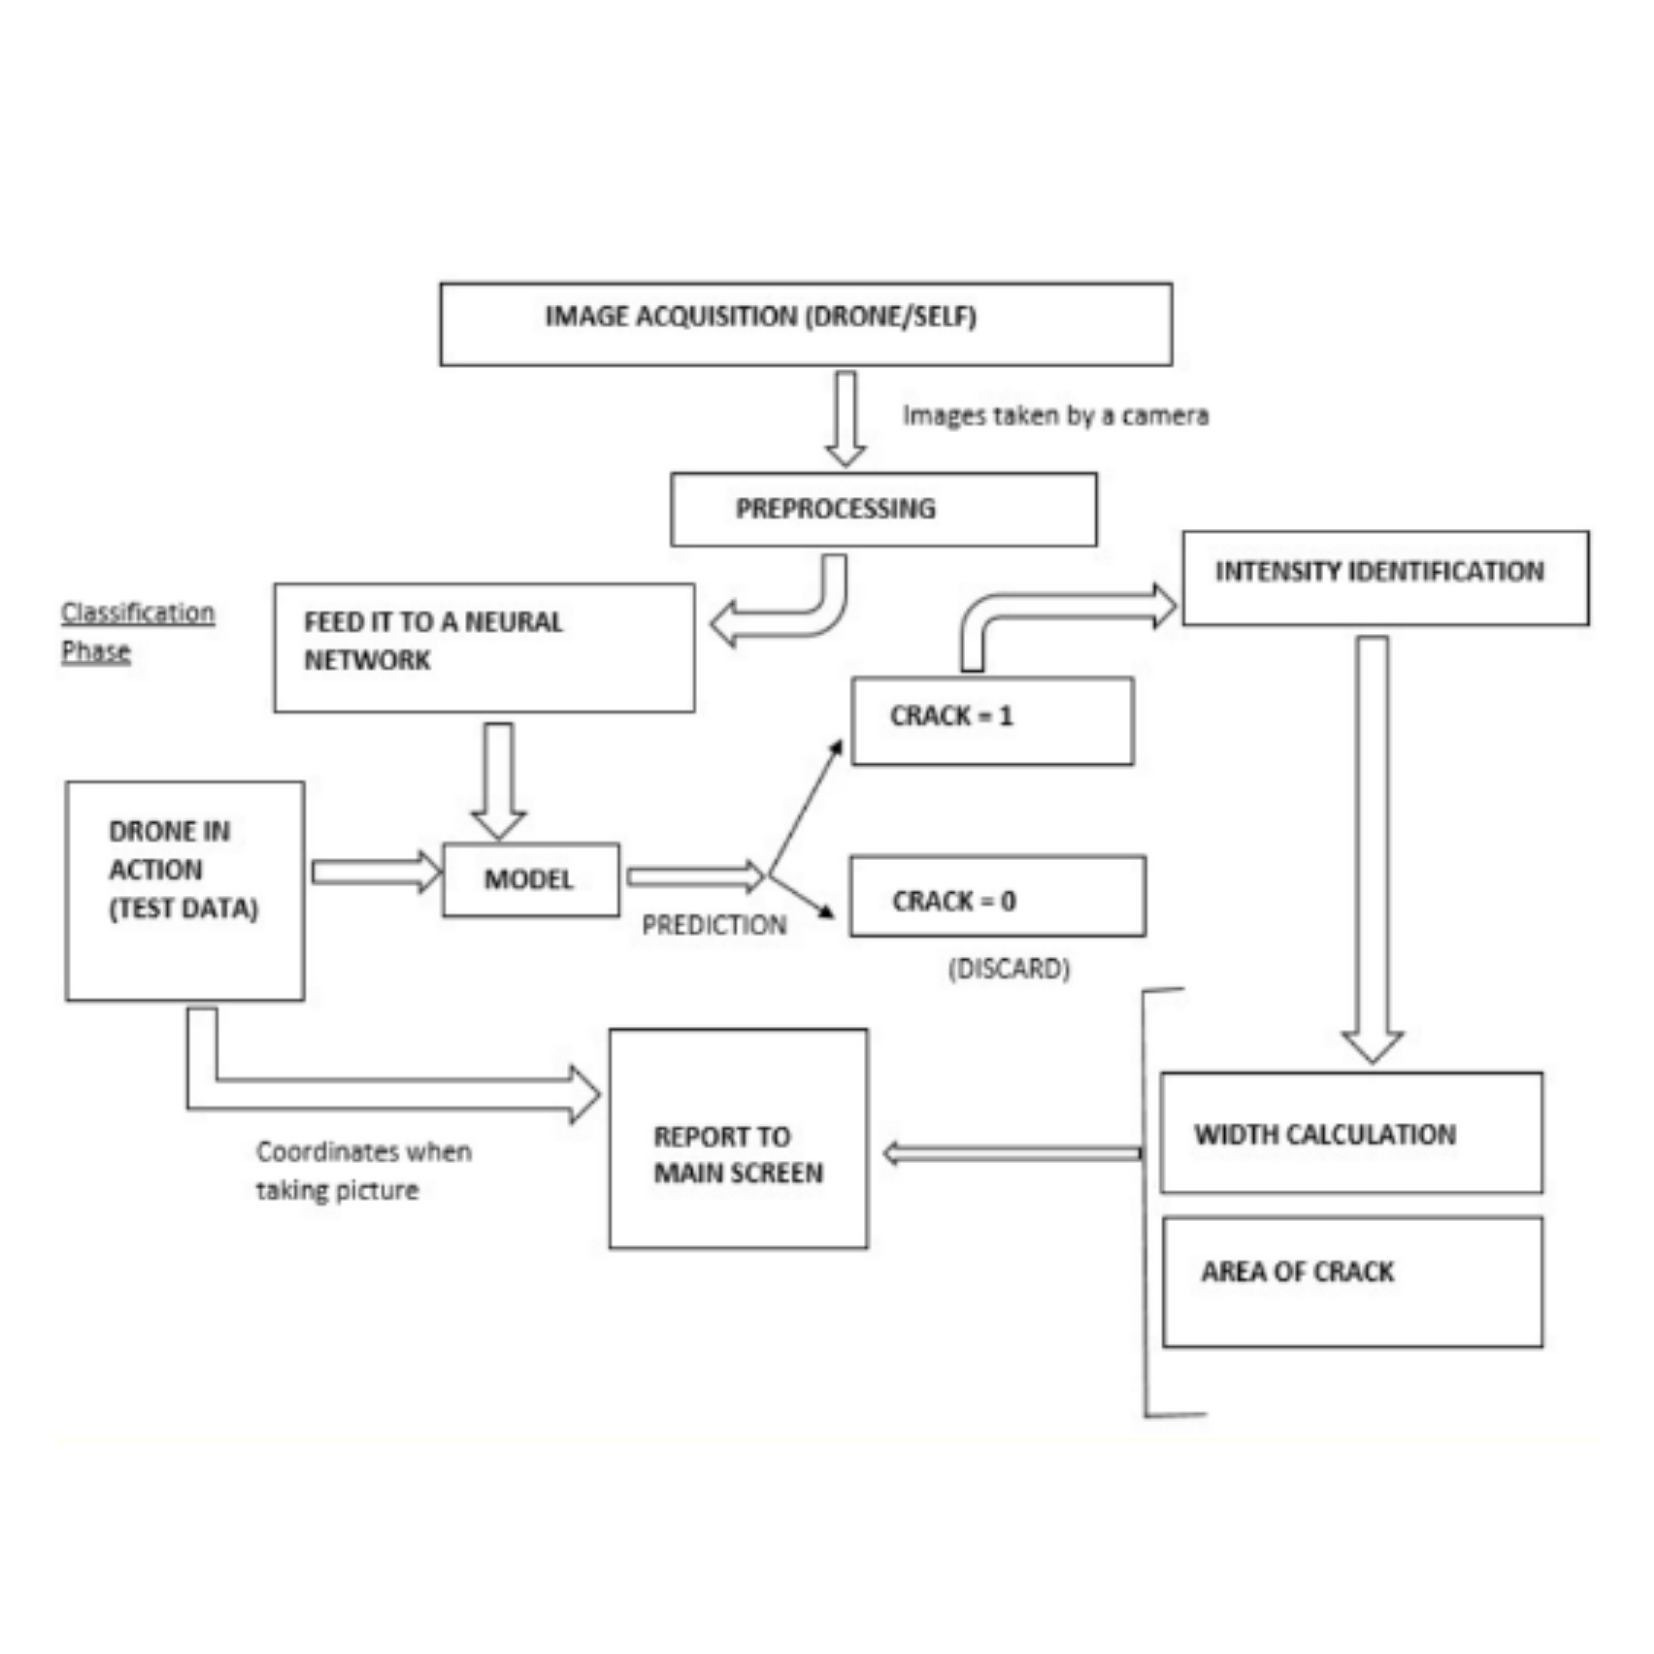 IMAGE ACQUISITION (DRONE/SELF)
Images taken by a camera
PREPROCESSING
INTENSITY IDENTIFICATION
Classification
Phase
FEED IT TO A NEURAL
NETWORK
CRACK = 1
DRONE IN
ACTION
(TEST DATA)
MODEL
PREDICTION
CRACK = 0
(DISCARD)
Coordinates when
taking picture
REPORT TO
MAIN SCREEN
WIDTH CALCULATION
AREA OF CRACK